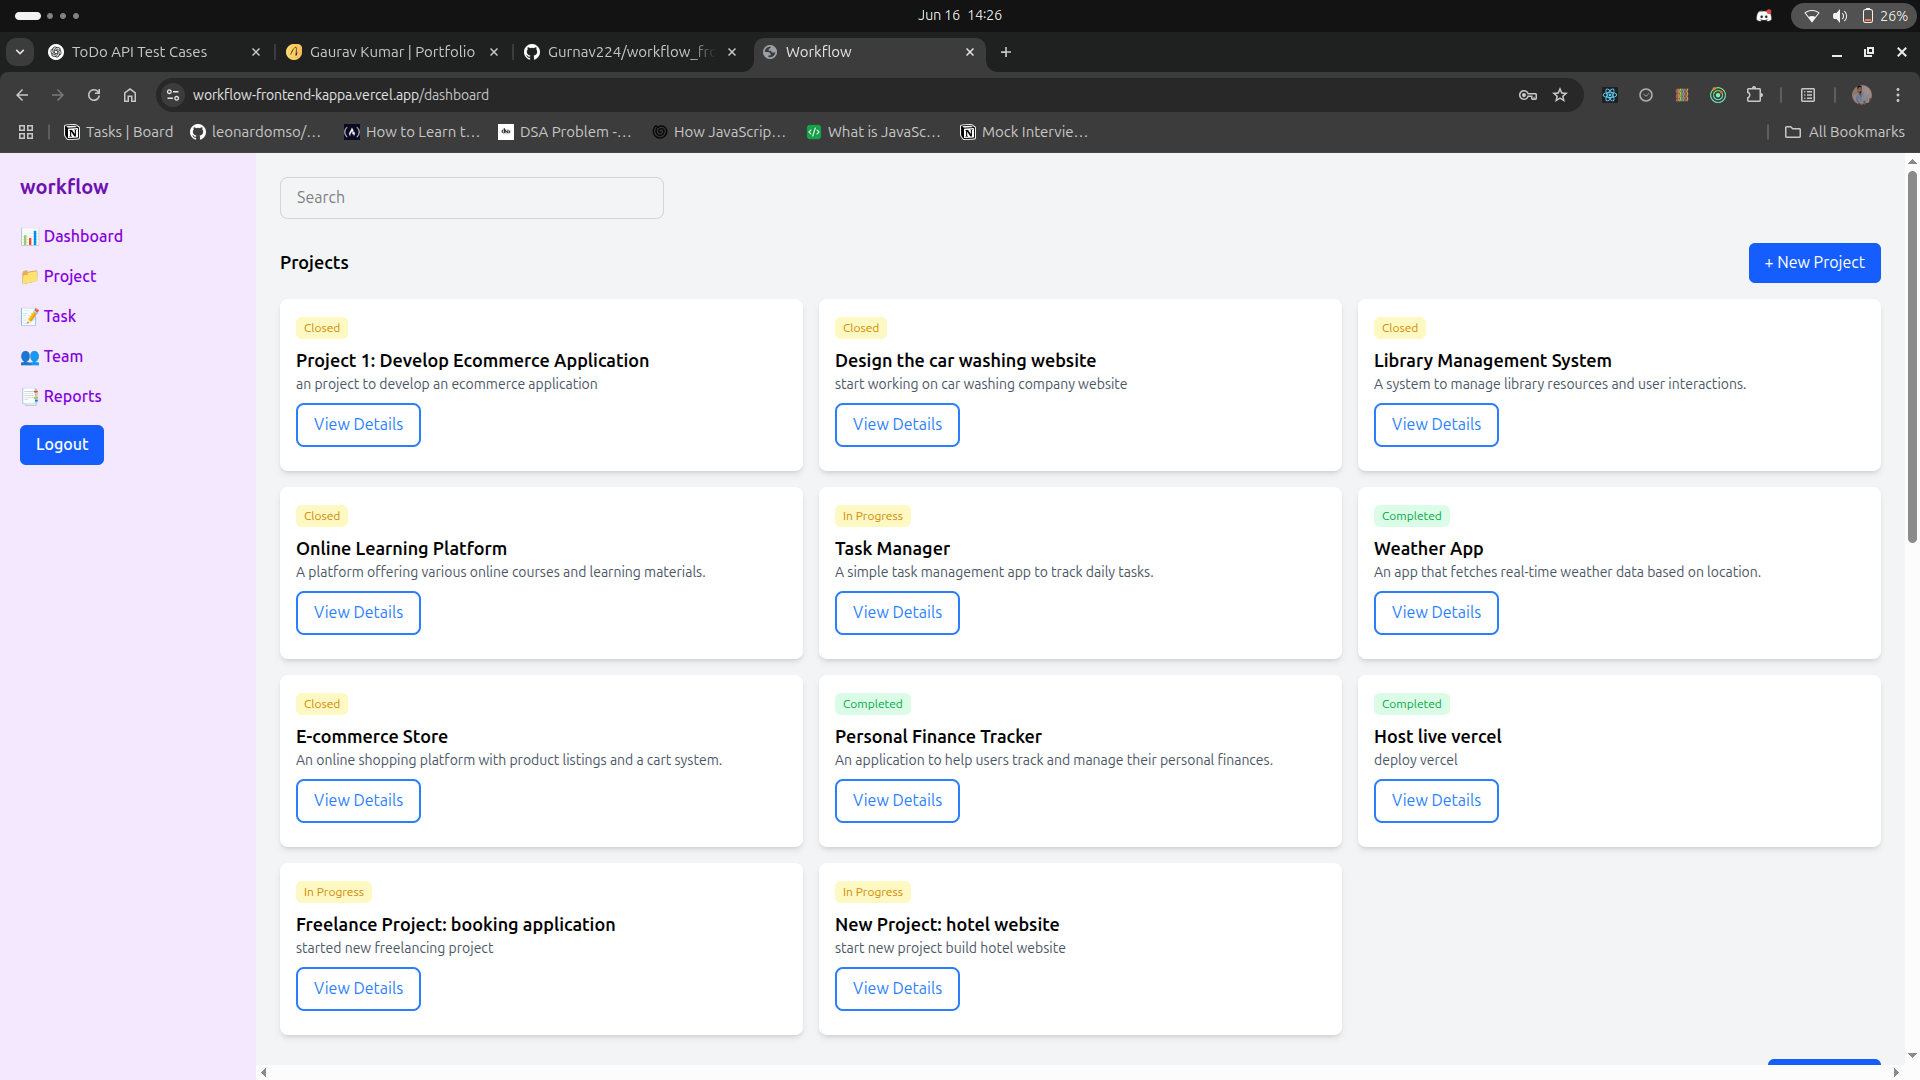 Jun 16 14:26
26%
ToDo API Test Cases
Gaurav Kumar | Portfolio
Gurnav224/workflow_fro
Workflow
workflow-frontend-kappa.vercel.app/dashboard
Tasks | Board
leonardomso/...
How to Learn t...
DSA Problem -...
How JavaScrip...
What is JavaSc...
Mock Intervie...
All Bookmarks
workflow
Dashboard
Project
Task
Team
Reports
Logout
Search
Projects
+ New Project
Closed
Project 1: Develop Ecommerce Application
an project to develop an ecommerce application
View Details
Closed
Design the car washing website
start working on car washing company website
View Details
Closed
Library Management System
A system to manage library resources and user interactions.
View Details
Closed
Online Learning Platform
A platform offering various online courses and learning materials.
View Details
In Progress
Task Manager
A simple task management app to track daily tasks.
View Details
Completed
Weather App
An app that fetches real-time weather data based on location.
View Details
Closed
E-commerce Store
An online shopping platform with product listings and a cart system.
View Details
Completed
Personal Finance Tracker
An application to help users track and manage their personal finances.
View Details
Completed
Host live vercel
deploy vercel
View Details
In Progress
Freelance Project: booking application
started new freelancing project
View Details
In Progress
New Project: hotel website
start new project build hotel website
View Details